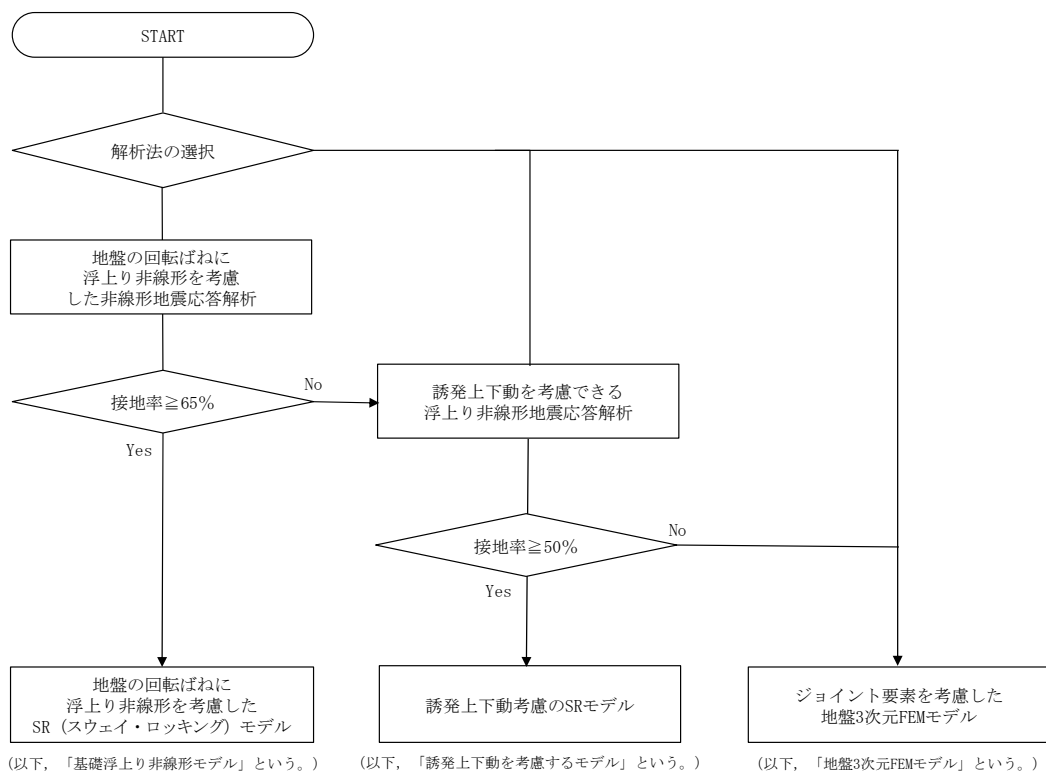 START
解析法の選択
地盤の回転ばねに
浮上り非線形を考慮
した非線形地震応答解析
接地率≧65%
No
Yes
誘発上下動を考慮できる
浮上り非線形地震応答解析
接地率≧50%
No
Yes
地盤の回転ばねに
浮上り非線形を考慮した
SR（スウェイ・ロッキング）モデル
(以下，「基礎浮上り非線形モデル」という。)
誘発上下動考慮のSRモデル
(以下，「誘発上下動を考慮するモデル」という。)
ジョイント要素を考慮した
地盤3次元FEMモデル
(以下，「地盤3次元FEMモデル」という。)